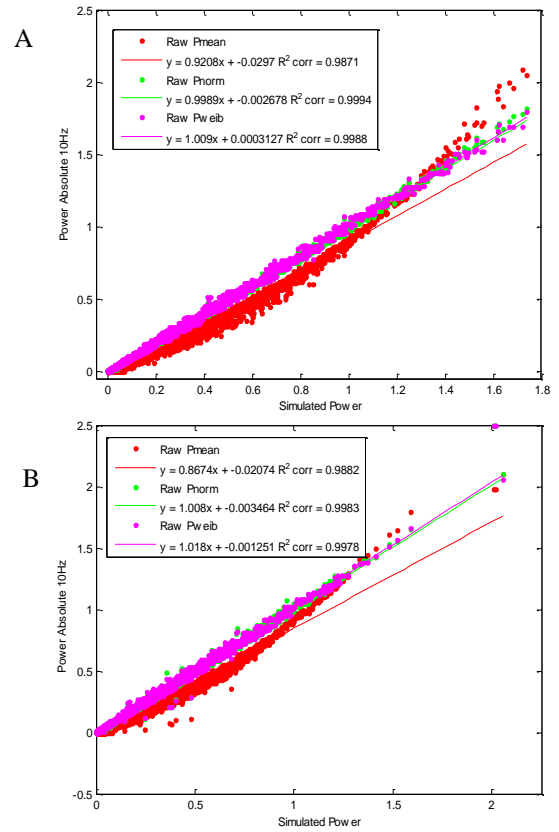 A
Raw Pmean
y = 0.9208x + -0.0297 R2 corr = 0.9871
Raw Pnorm
y = 0.9989x + -0.002678 R2 corr = 0.9994
Raw Pweib
y = 1.009x + 0.0003127 R2 corr = 0.9988
Power Absolute 10Hz
2.5
2
1.5
1
0.5
0
0 0.2 0.4 0.6 0.8 1 1.2 1.4 1.6 1.8
Simulated Power
B
Raw Pmean
y = 0.8674x + -0.02074 R2 corr = 0.9882
Raw Pnorm
y = 1.008x + -0.003464 R2 corr = 0.9983
Raw Pweib
y = 1.018x + -0.001251 R2 corr = 0.9978
Power Absolute 10Hz
2.5
2
1.5
1
0.5
0
-0.5
0 0.5 1 1.5 2
Simulated Power